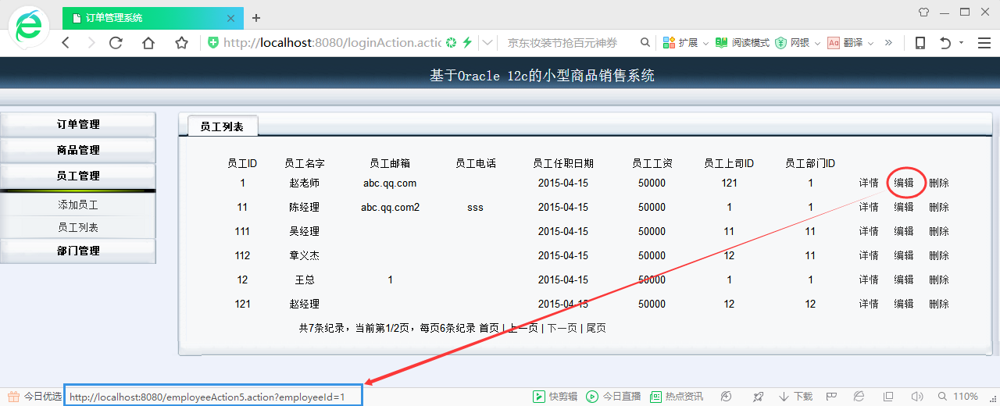 订单管理系统
http://localhost:8080/loginAction.actic
京东妆装节抢百元神券
扩展
阅读模式
网银
Aa 翻译
基于Oracle 12c的小型商品销售系统
订单管理
商品管理
员工管理
添加员工
员工列表
部门管理
员工列表
员工ID 员工名字 员工邮箱 员工电话 员工任职日期 员工工资 员工上司ID 员工部门ID
1 赵老师 abc.qq.com 2015-04-15 50000 121 1 详情 编辑 删除
11 陈经理 abc.qq.com2 sss 2015-04-15 50000 1 1 详情 编辑 删除
111 吴经理 2015-04-15 50000 11 11 详情 编辑 删除
112 章义杰 2015-04-15 50000 12 11 详情 编辑 删除
12 王总 1 2015-04-15 50000 1 1 详情 编辑 删除
121 赵经理 2015-04-15 50000 12 12 详情 编辑 删除
共7条纪录，当前第1/2页，每页6条纪录 首页 | 上一页 | 下一页 | 尾页
今日优选
http://localhost:8080/employeeAction5.action?employeeId=1
快剪辑
今日直播
热点资讯
下载
110%